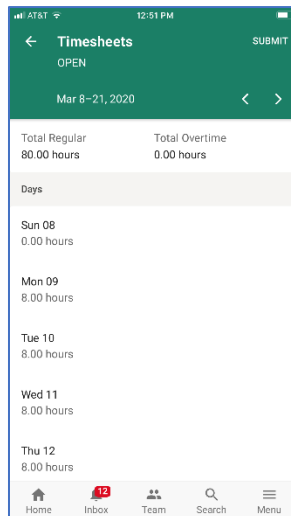 AT&T 12:51 PM
Timesheets SUBMIT
OPEN
Mar 8–21, 2020
Total Regular Total Overtime
80.00 hours 0.00 hours
Days
Sun 08
0.00 hours
Mon 09
8.00 hours
Tue 10
8.00 hours
Wed 11
8.00 hours
Thu 12
8.00 hours
12
Home Inbox Team Search Menu